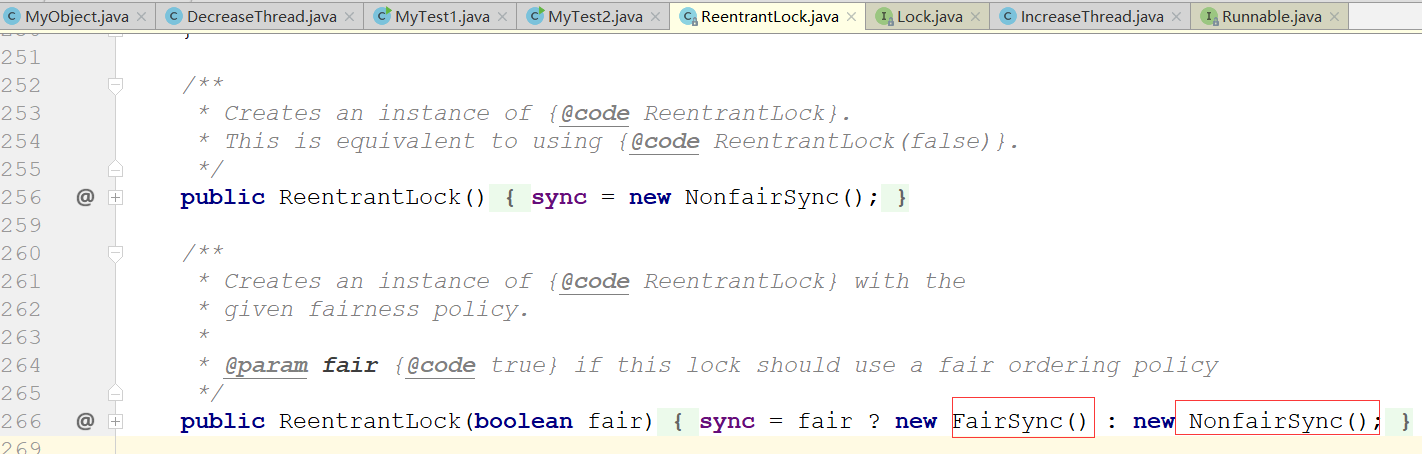 MyObject.java DecreaseThread.java MyTest1.java MyTest2.java ReentrantLock.java Lock.java IncreaseThread.java Runnable.java
251
252 /**
253 * Creates an instance of {@code ReentrantLock}.
254 * This is equivalent to using {@code ReentrantLock(false)}.
255 */
256 @ public ReentrantLock() { sync = new NonfairSync(); }
259
260 /**
261 * Creates an instance of {@code ReentrantLock} with the
262 * given fairness policy.
263 *
264 * @param fair {@code true} if this lock should use a fair ordering policy
265 */
266 @ public ReentrantLock(boolean fair) { sync = fair ? new FairSync() : new NonfairSync(); }
269